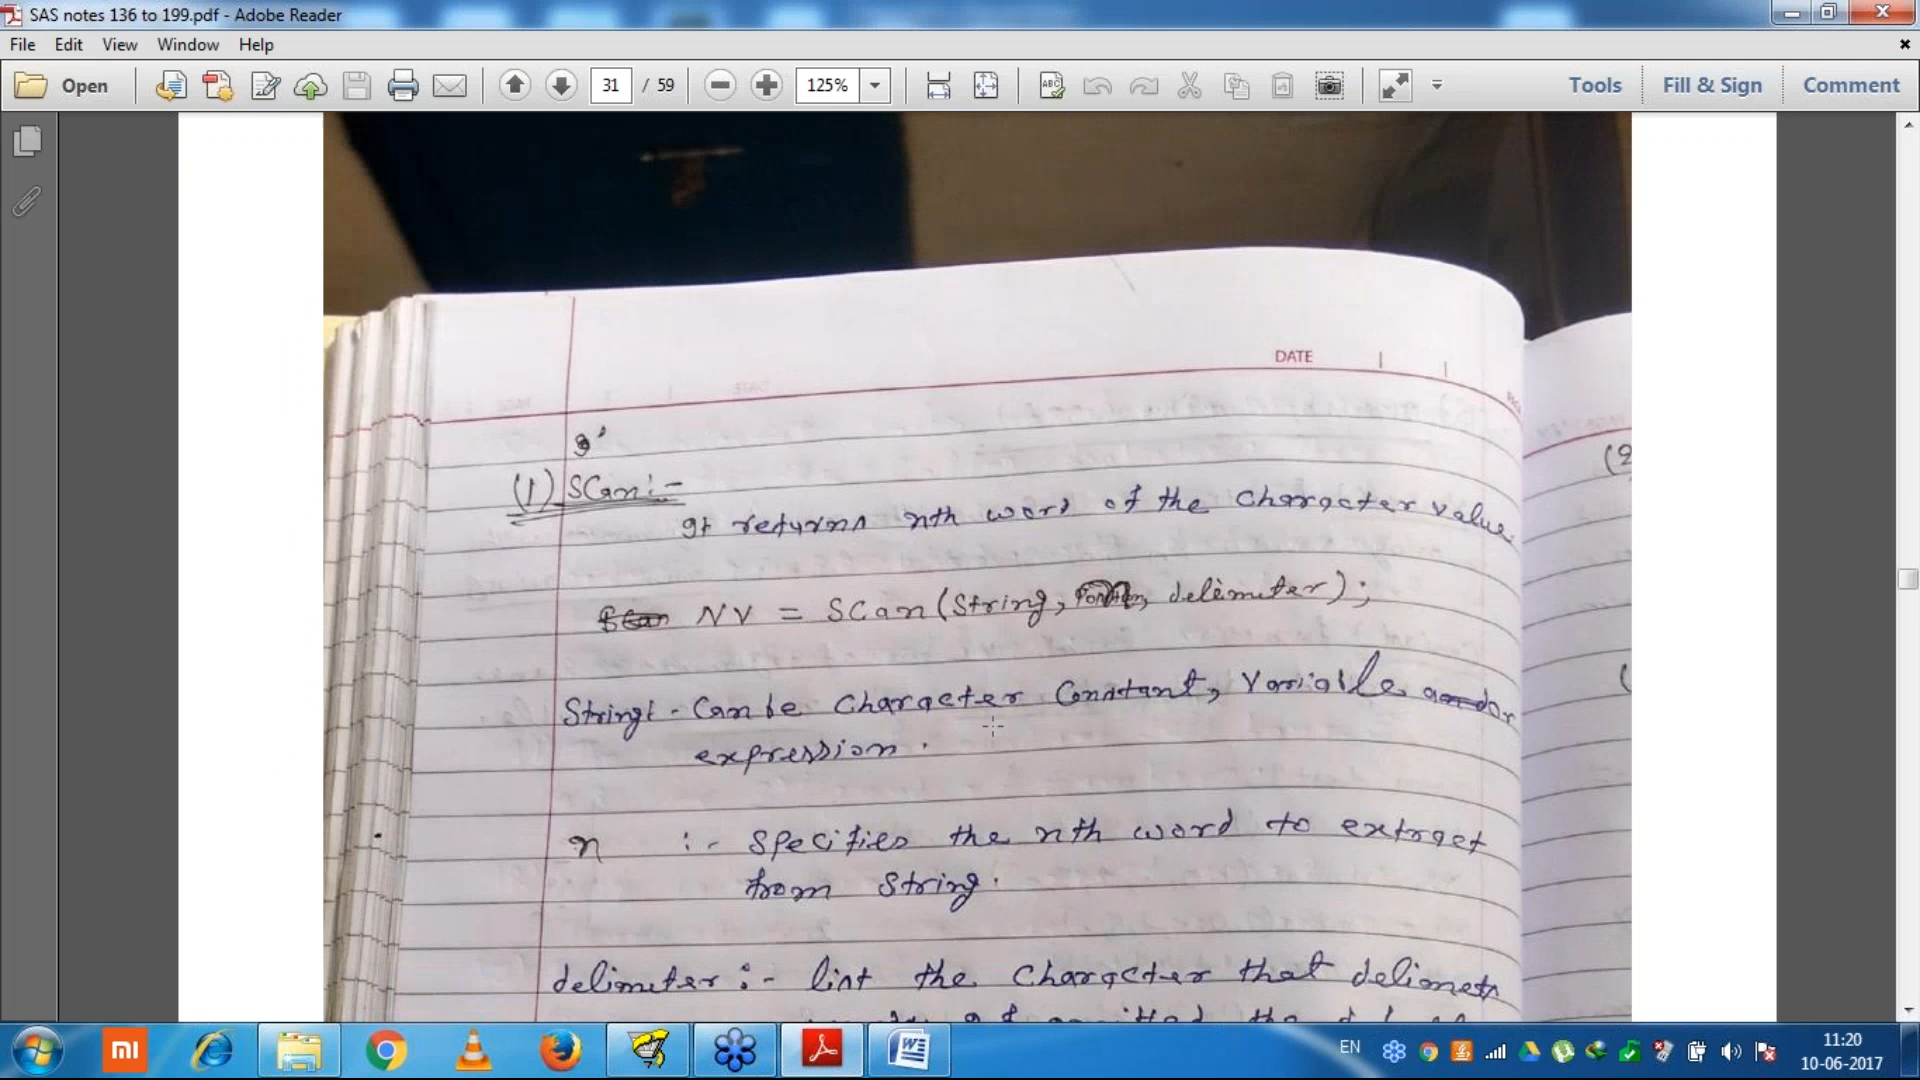 SAS notes 136 to 199.pdf - Adobe Reader
File Edit View Window Help
Open 31 / 59 125% Tools Fill & Sign Comment
DATE
(1) SCan:-
It returns nth word of the Character value.
NV = SCan(String, , delimeter);
String:- Can be Character Constant, Variable or
expression.
n :- Specifies the nth word to extract
from String.
delimeter:- list the Character that
EN 11:20
10-06-2017